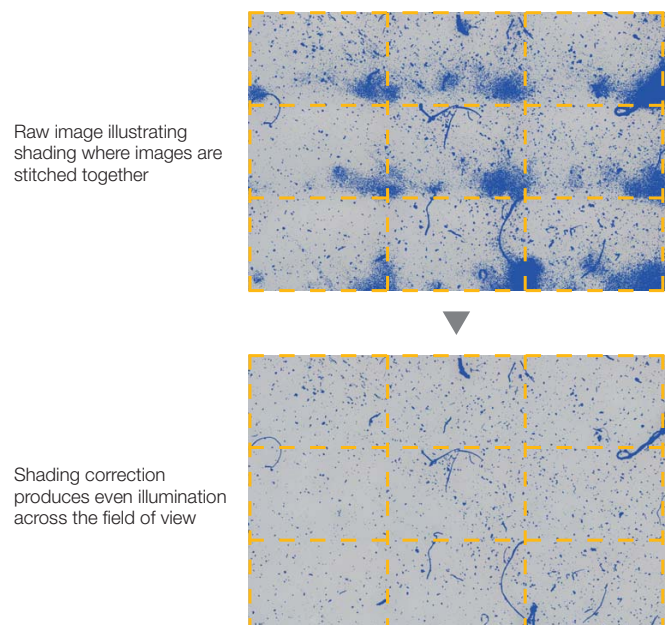 Raw image illustrating
shading where images are
stitched together
Shading correction
produces even illumination
across the field of view